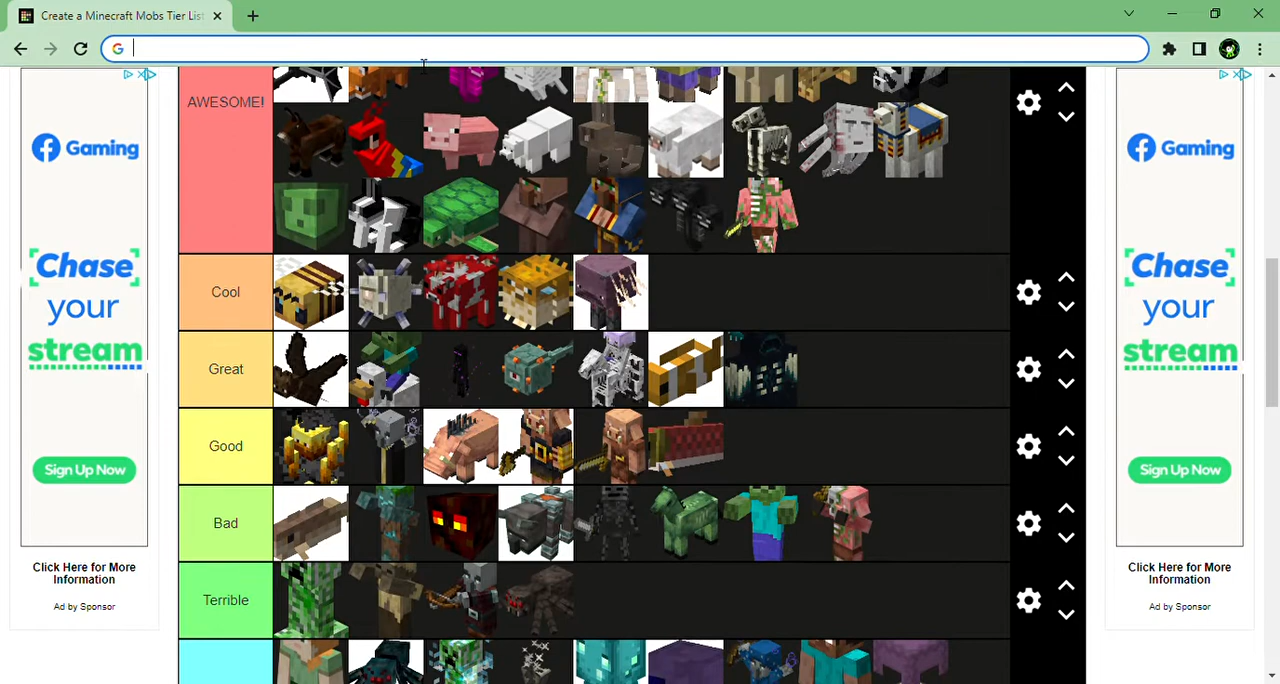 Create a Minecraft Mobs Tier List
Gaming
Chase
your
stream
Sign Up Now
Click Here for More
Information
Ad by Sponsor
AWESOME!
Cool
Great
Good
Bad
Terrible
Gaming
Chase
your
stream
Sign Up Now
Click Here for More
Information
Ad by Sponsor